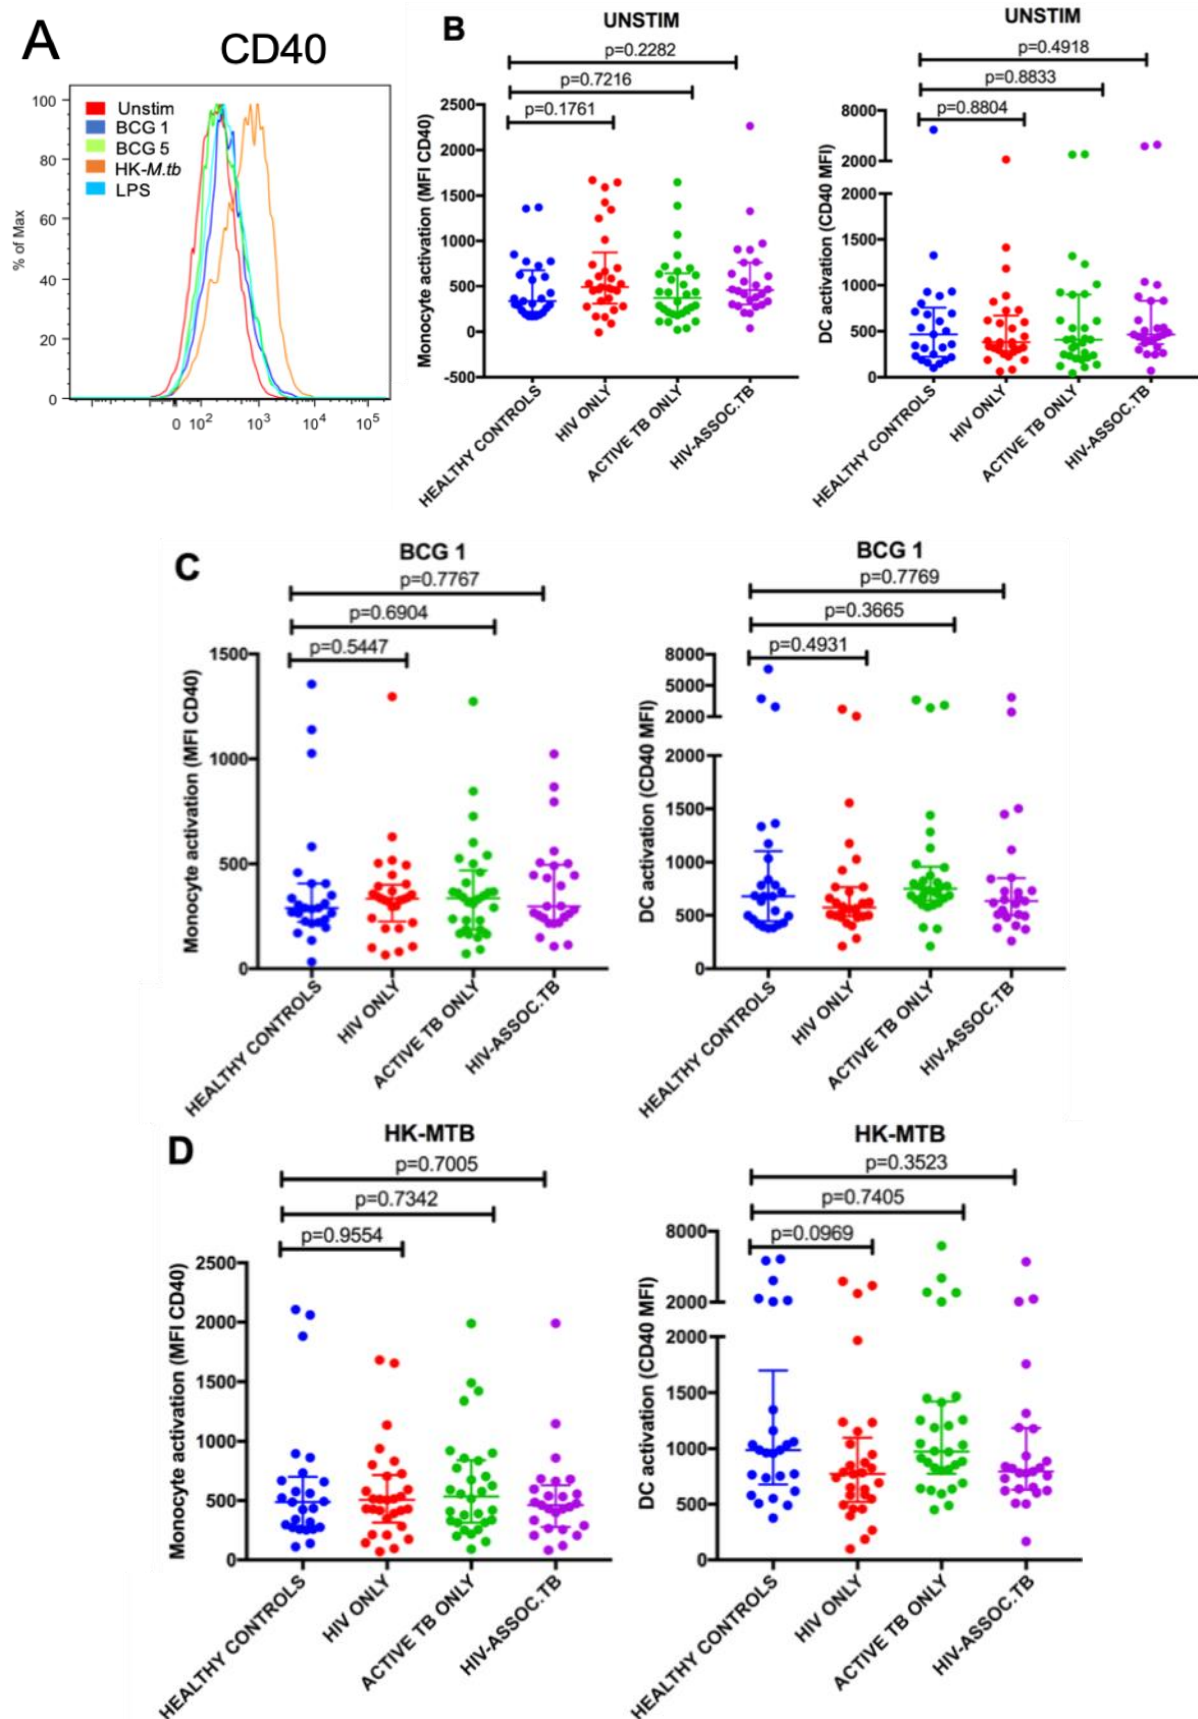 A
CD40
Unstim
BCG 1
BCG 5
HK-M.tb
LPS
% of Max
100
80
60
40
20
0
0 10² 10³ 10⁴ 10⁵
B
UNSTIM
p=0.2282
p=0.7216
p=0.1761
Monocyte activation (MFI CD40)
2500
2000
1500
1000
500
0
-500
HEALTHY CONTROLS
HIV ONLY
ACTIVE TB ONLY
HIV-ASSOC.TB
UNSTIM
p=0.4918
p=0.8833
p=0.8804
DC activation (CD40 MFI)
8000
2000
2000
1500
1000
500
0
HEALTHY CONTROLS
HIV ONLY
ACTIVE TB ONLY
HIV-ASSOC.TB
C
BCG 1
p=0.7767
p=0.6904
p=0.5447
Monocyte activation (MFI CD40)
1500
1000
500
0
HEALTHY CONTROLS
HIV ONLY
ACTIVE TB ONLY
HIV-ASSOC.TB
BCG 1
p=0.7769
p=0.3665
p=0.4931
DC activation (CD40 MFI)
8000
5000
2000
2000
1500
1000
500
0
HEALTHY CONTROLS
HIV ONLY
ACTIVE TB ONLY
HIV-ASSOC.TB
D
HK-MTB
p=0.7005
p=0.7342
p=0.9554
Monocyte activation (MFI CD40)
2500
2000
1500
1000
500
0
HEALTHY CONTROLS
HIV ONLY
ACTIVE TB ONLY
HIV-ASSOC.TB
HK-MTB
p=0.3523
p=0.7405
p=0.0969
DC activation (CD40 MFI)
8000
2000
2000
1500
1000
500
0
HEALTHY CONTROLS
HIV ONLY
ACTIVE TB ONLY
HIV-ASSOC.TB